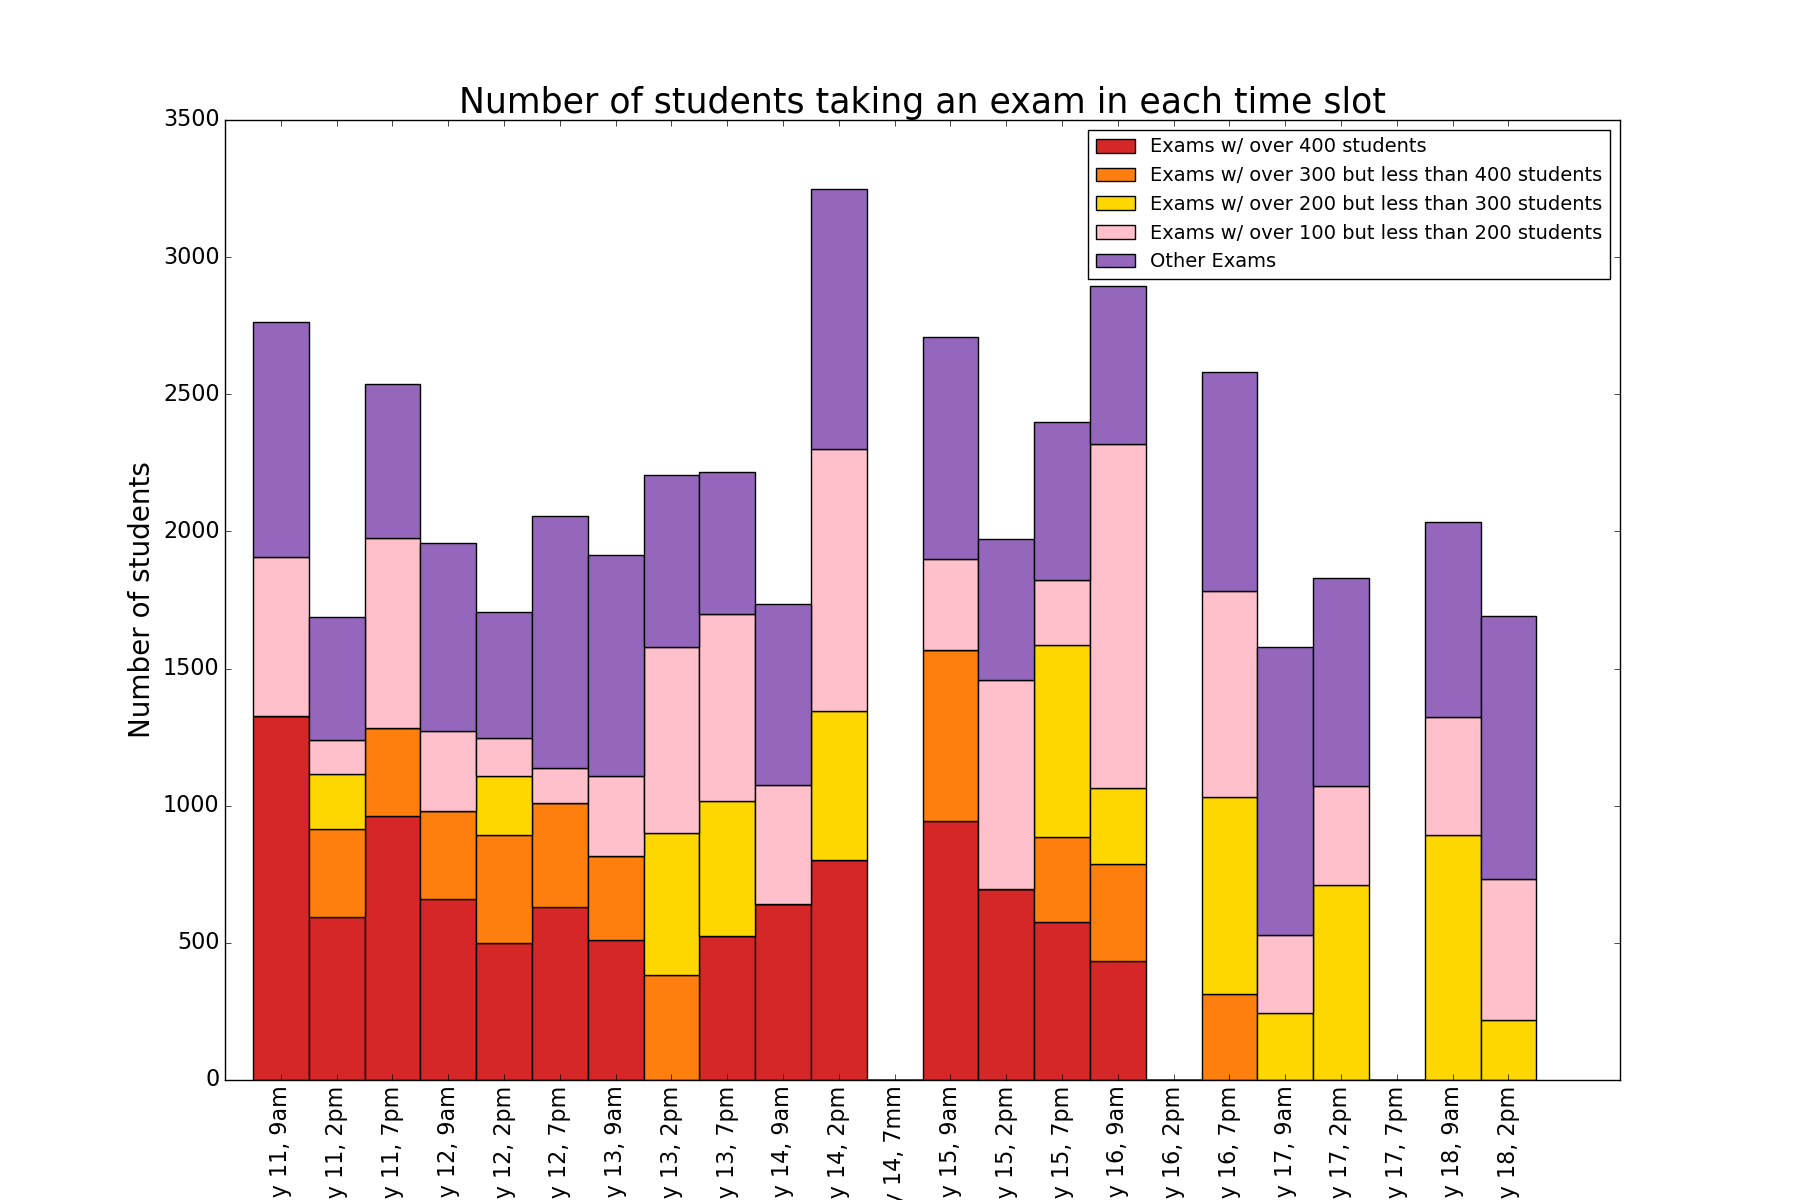 Number of students taking an exam in each time slot
Number of students
3500
3000
2500
2000
1500
1000
500
0
Exams w/ over 400 students
Exams w/ over 300 but less than 400 students
Exams w/ over 200 but less than 300 students
Exams w/ over 100 but less than 200 students
Other Exams
y 11, 9am
y 11, 2pm
y 11, 7pm
y 12, 9am
y 12, 2pm
y 12, 7pm
y 13, 9am
y 13, 2pm
y 13, 7pm
y 14, 9am
y 14, 2pm
y 14, 7mm
y 15, 9am
y 15, 2pm
y 15, 7pm
y 16, 9am
y 16, 2pm
y 16, 7pm
y 17, 9am
y 17, 2pm
y 17, 7pm
y 18, 9am
y 18, 2pm